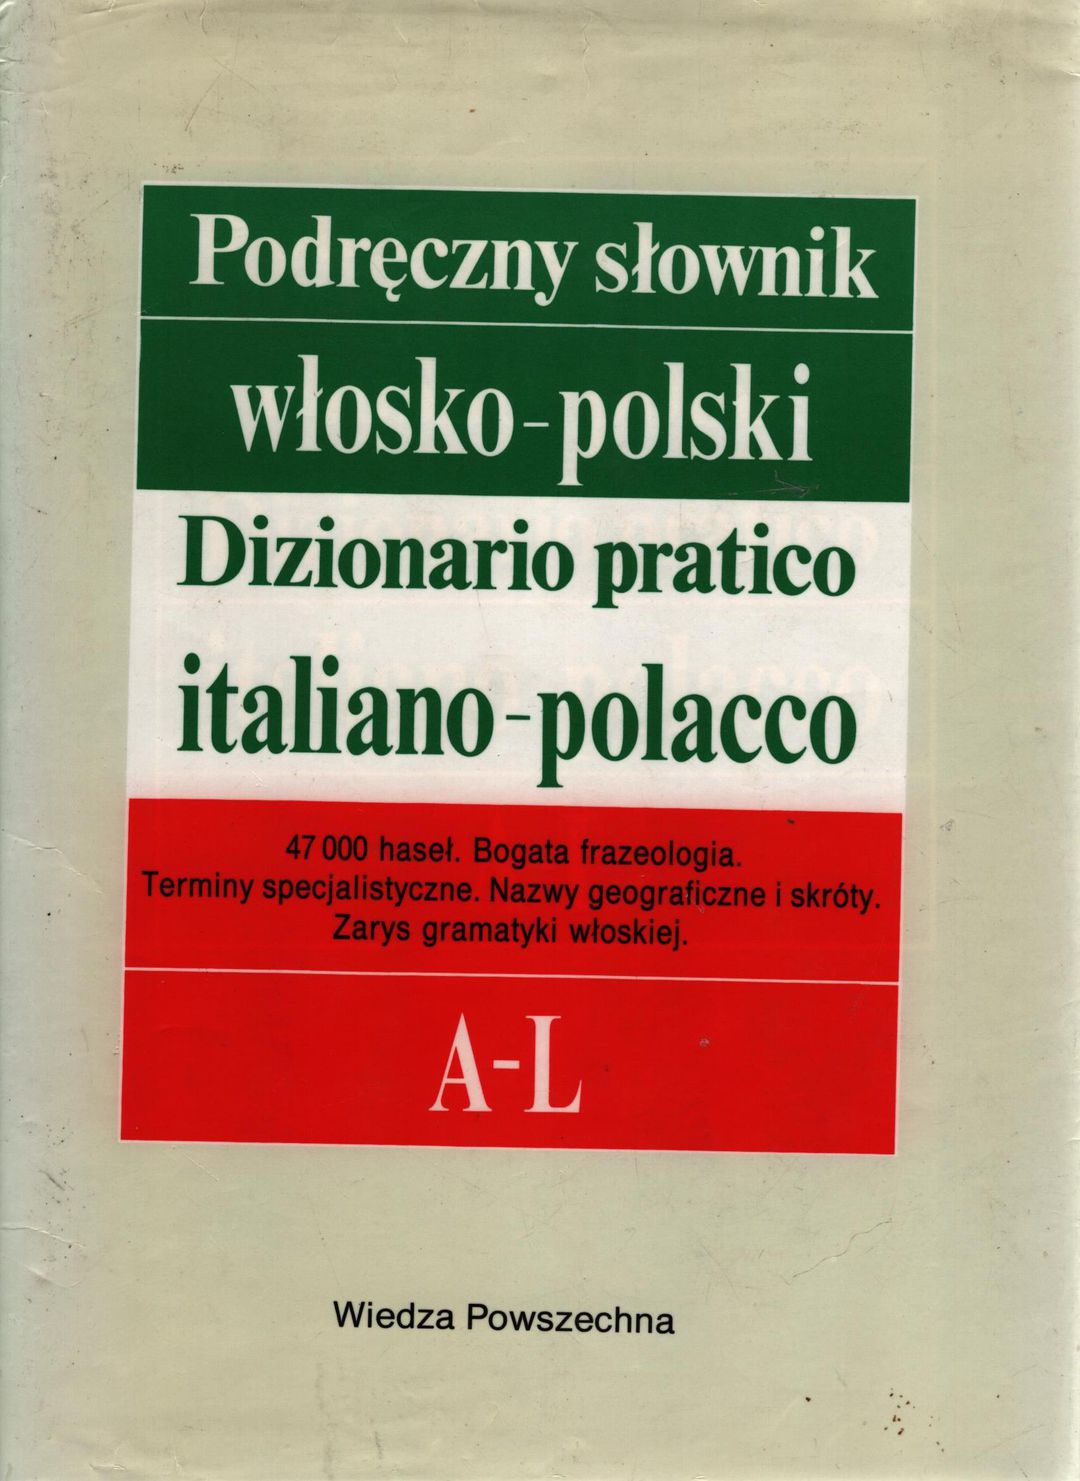 Podręczny słownik
włosko-polski
Dizionario pratico
italiano-polacco
47 000 haseł. Bogata frazeologia.
Terminy specjalistyczne. Nazwy geograficzne i skróty.
Zarys gramatyki włoskiej.
A-L
Wiedza Powszechna